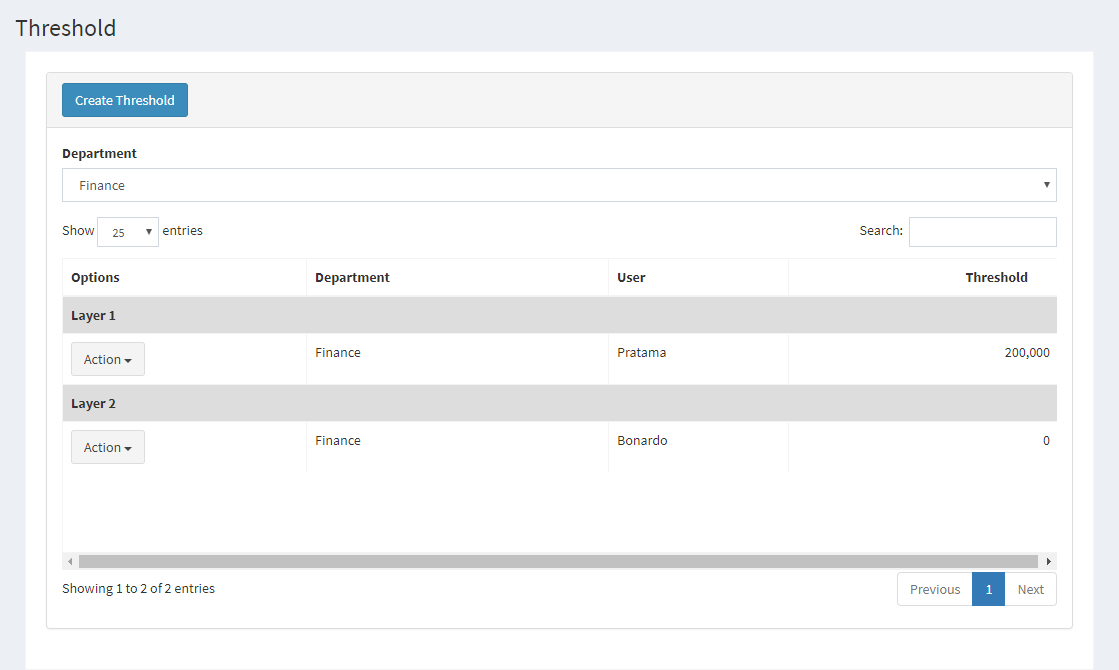 Threshold
Create Threshold
Department
Finance
Show 25 entries Search:
Options Department User Threshold
Layer 1
Action Finance Pratama 200,000
Layer 2
Action Finance Bonardo 0
Showing 1 to 2 of 2 entries Previous 1 Next